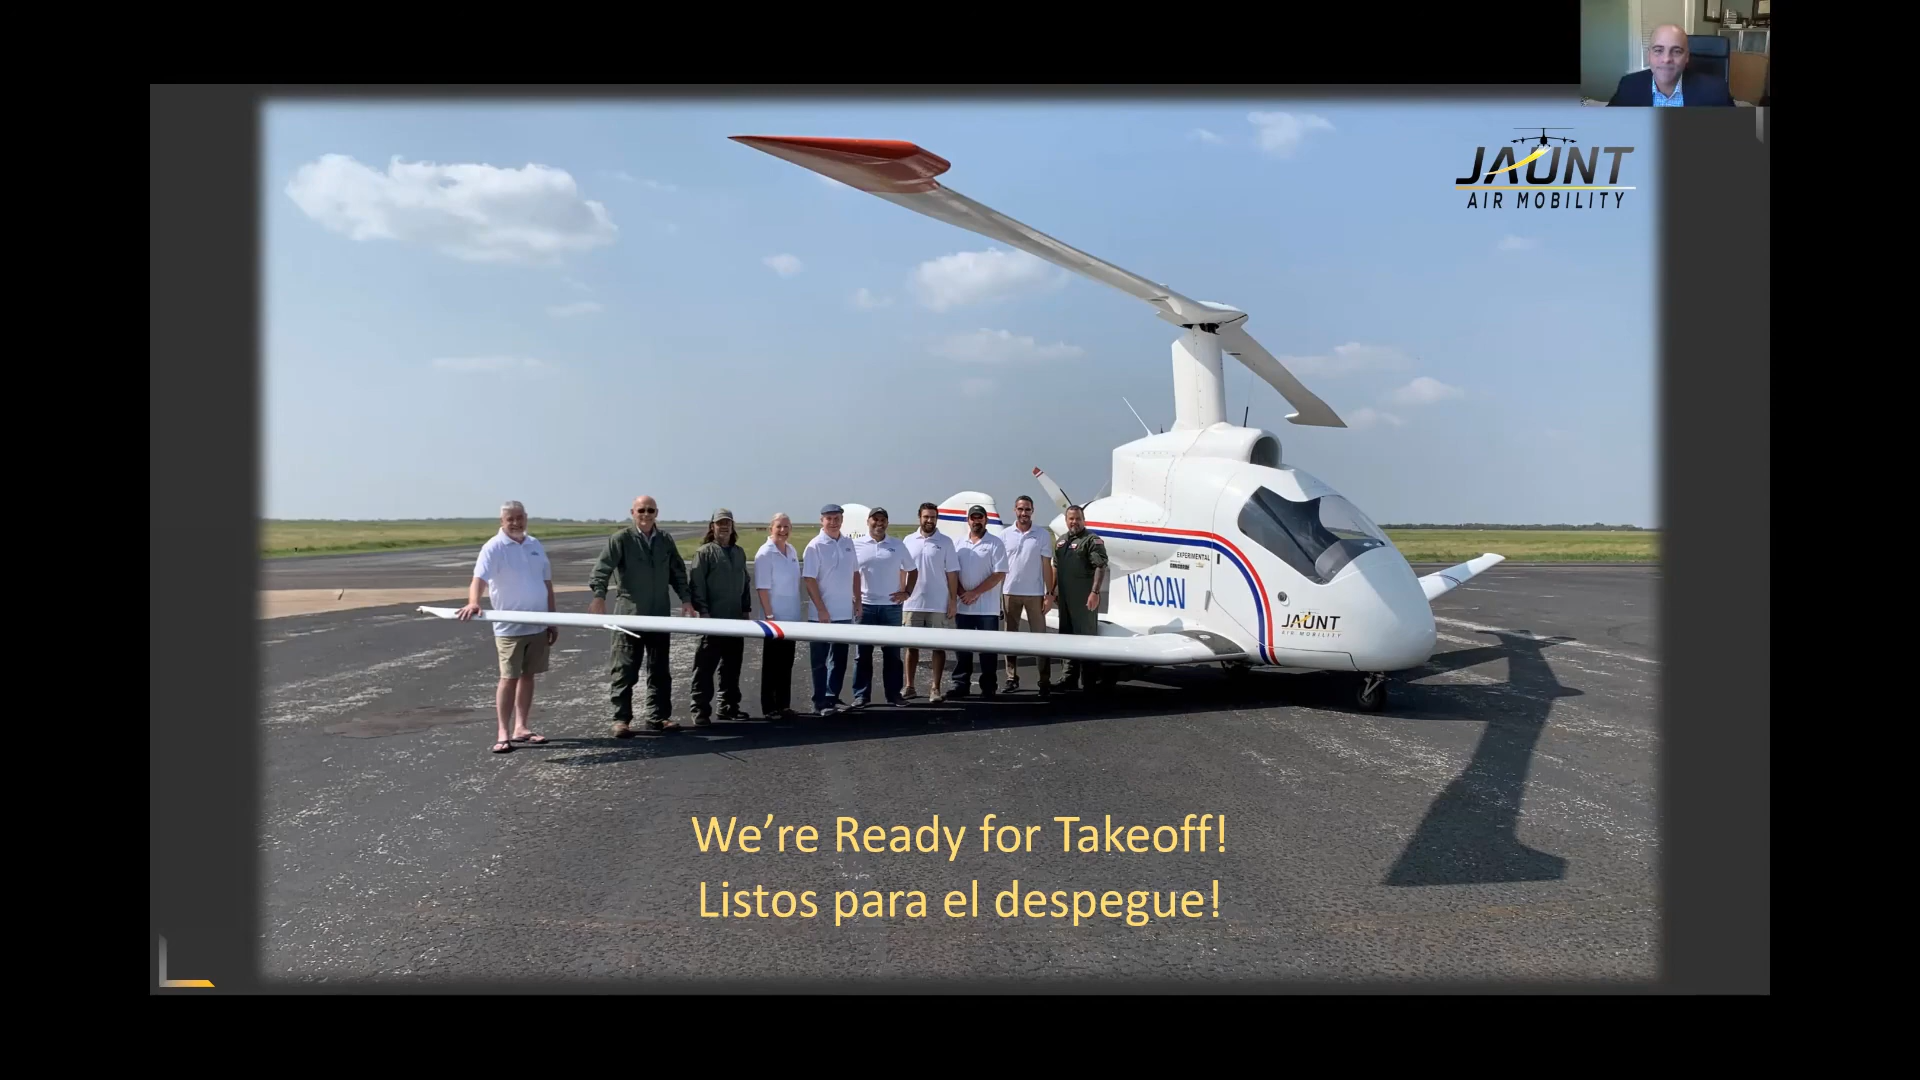 JAUNT
AIR MOBILITY
EXPERIMENTAL
N210AV
JAUNT
AIR MOBILITY
We're Ready for Takeoff!
Listos para el despegue!